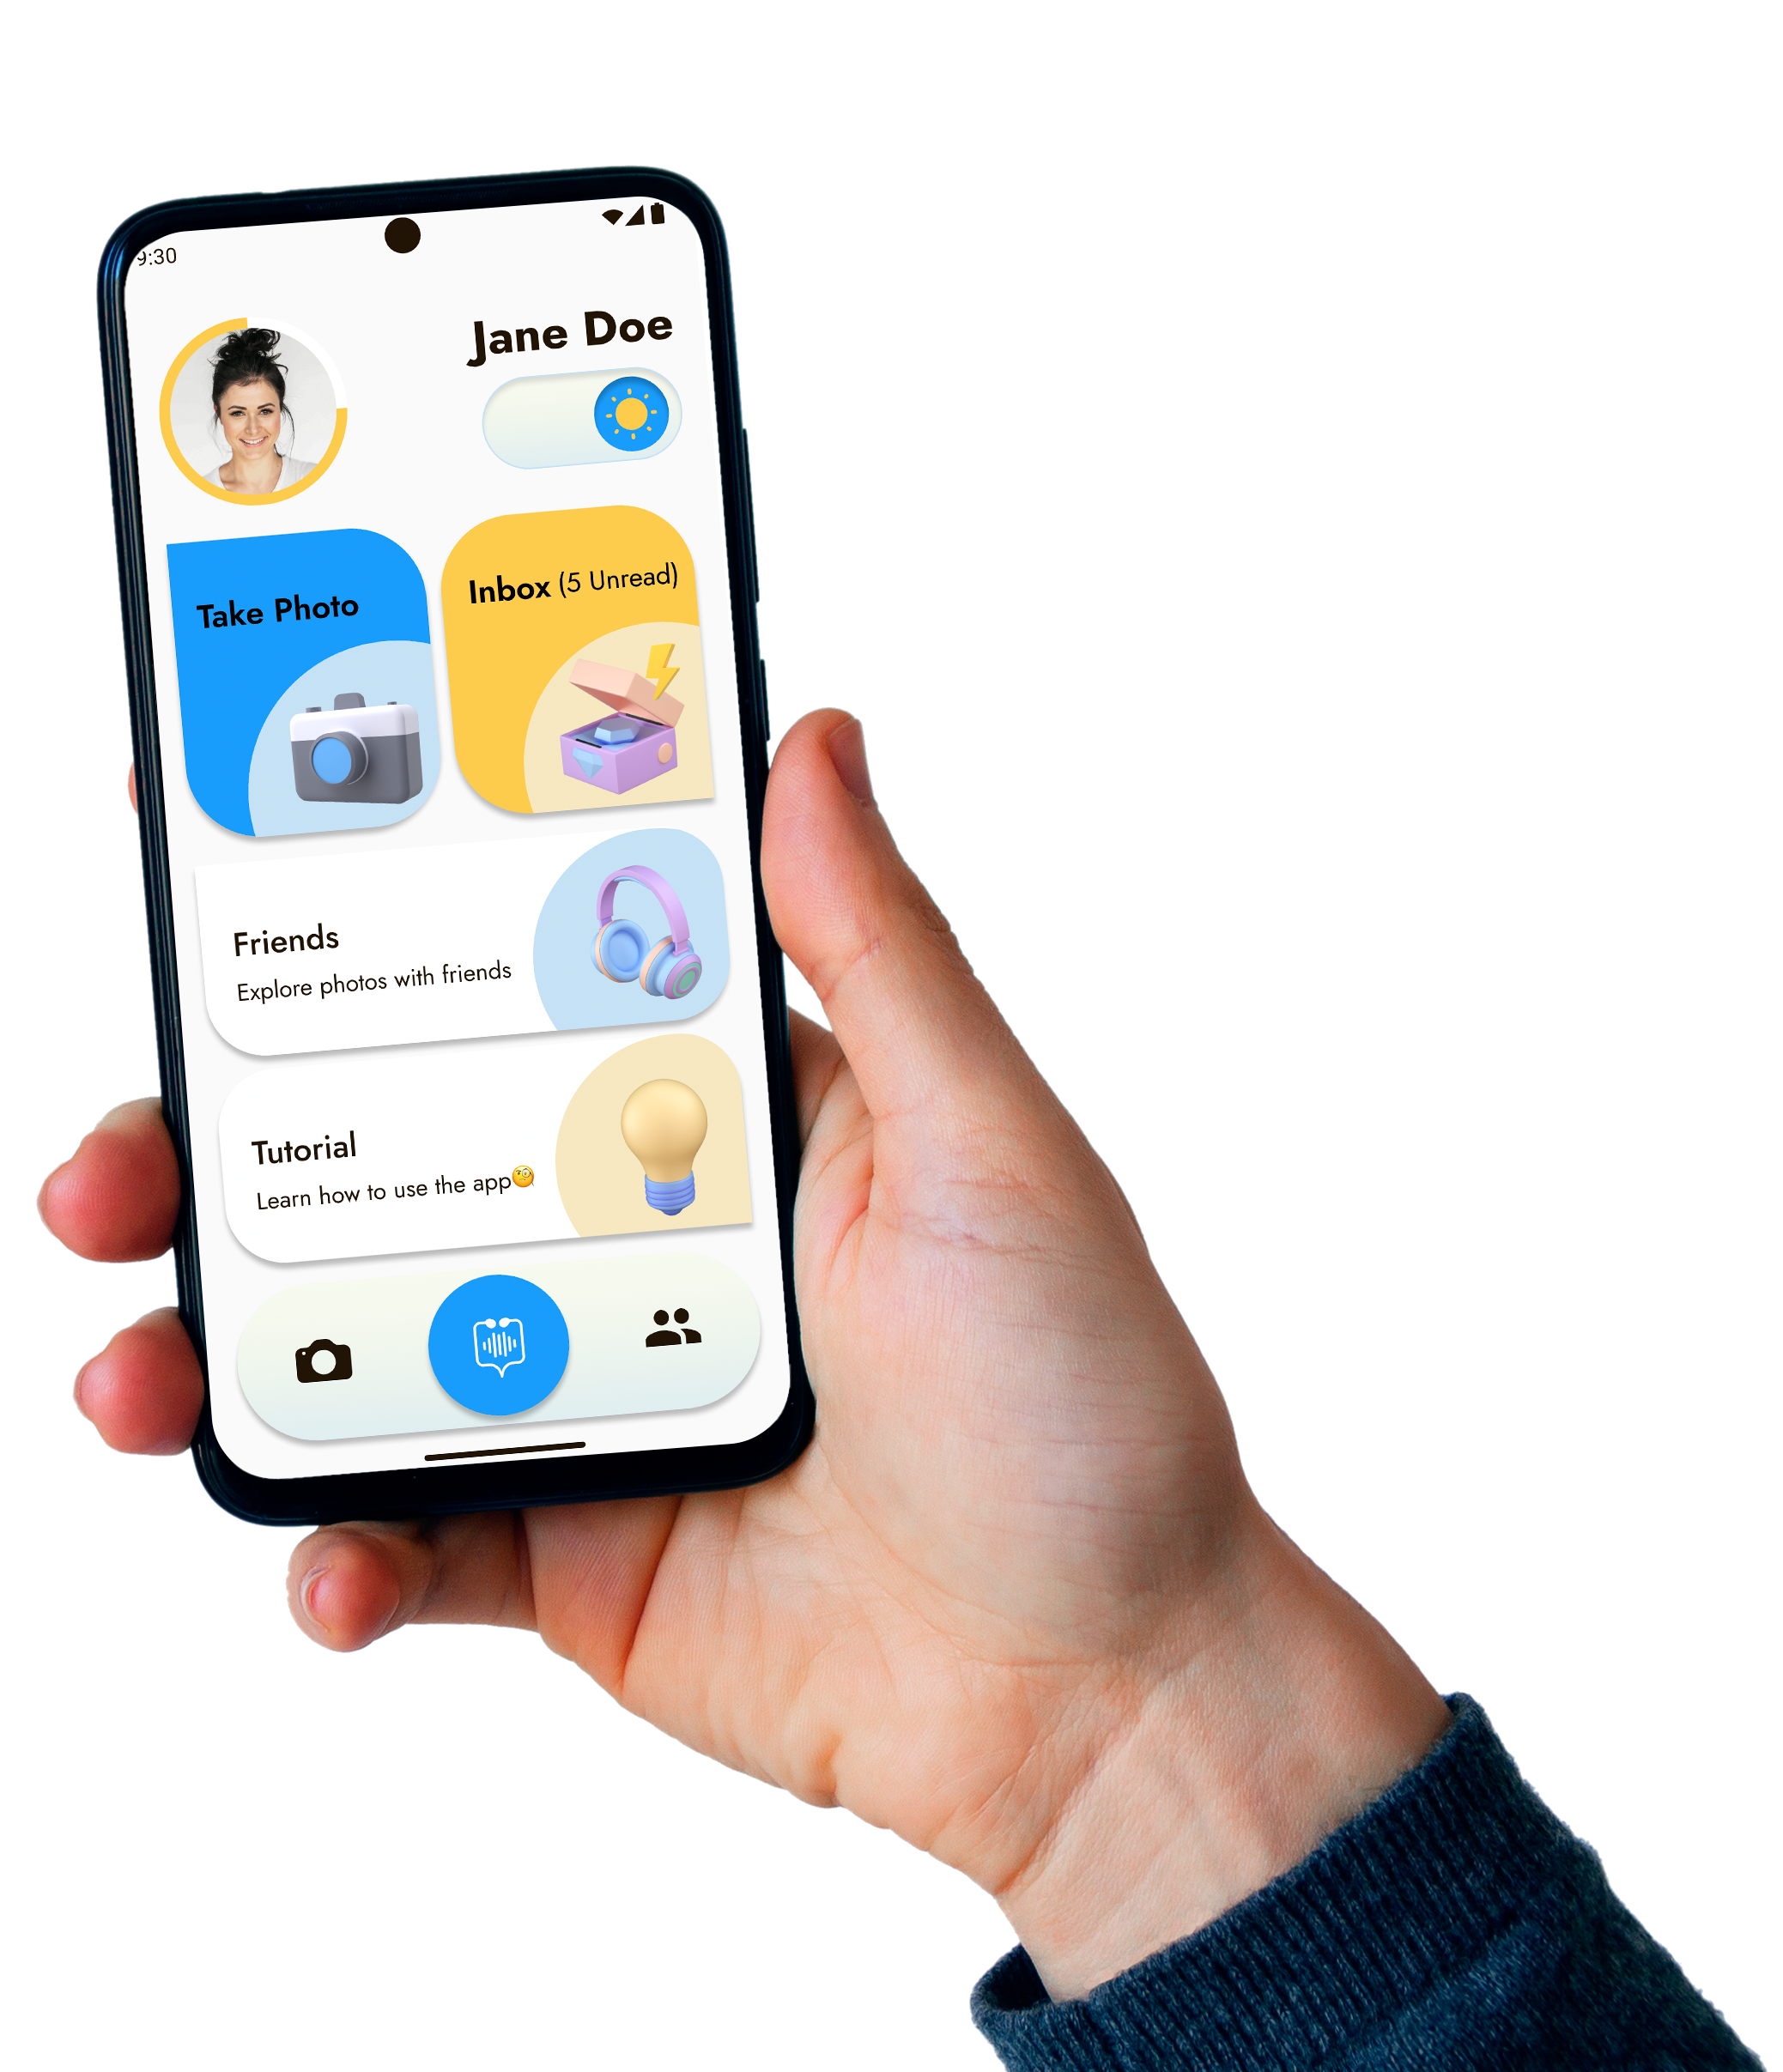 9:30
Jane Doe
Take Photo
Inbox (5 Unread)
Friends
Explore photos with friends
Tutorial
Learn how to use the app🧐